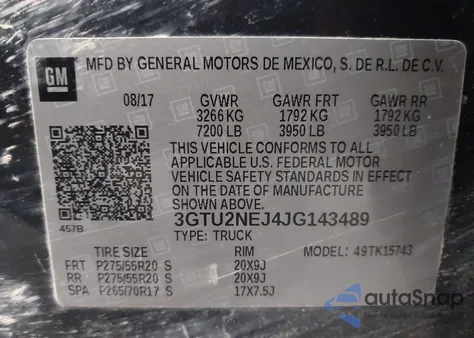 GM MFD BY GENERAL MOTORS DE MEXICO, S. DE R.L. DE C.V.
08/17 GVWR GAWR FRT GAWR RR
3266 KG 1792 KG 1792 KG
7200 LB 3950 LB 3950 LB
THIS VEHICLE CONFORMS TO ALL
APPLICABLE U.S. FEDERAL MOTOR
VEHICLE SAFETY STANDARDS IN
EFFECT ON THE DATE OF MANUFACTURE
SHOWN ABOVE.
457B 3GTU2NEJ4JG143489
TYPE: TRUCK
TIRE SIZE RIM MODEL: 49TK15743
FRT P275/55R20 S 20X9J
RR P275/55R20 S 20X9J
SPA P265/70R17 S 17X7.5J
autoSnap